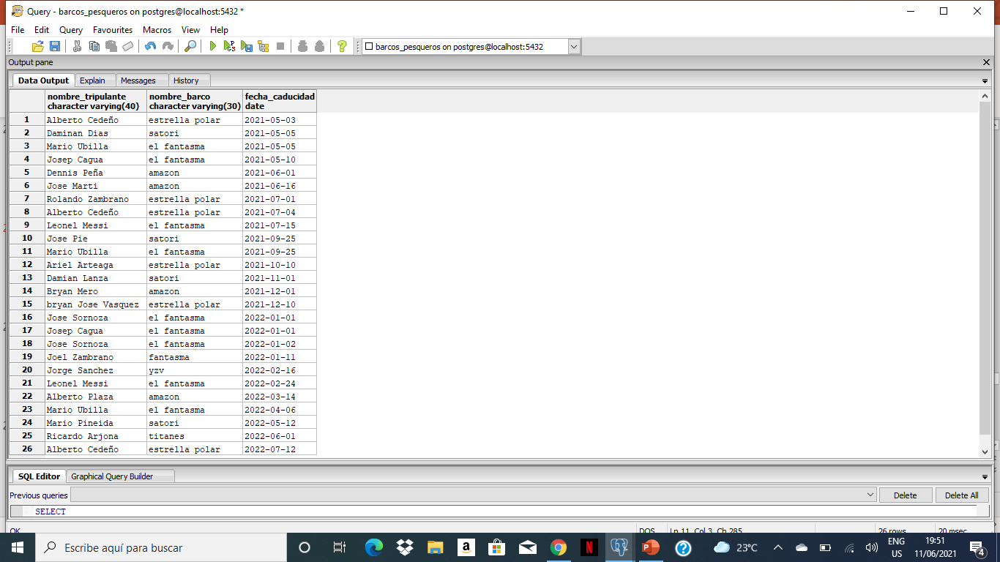 Query - barcos_pesqueros on postgres@localhost:5432 *
File Edit Query Favourites Macros View Help
barcos_pesqueros on postgres@localhost:5432
Output pane
Data Output Explain Messages History
nombre_tripulante nombre_barco fecha_caducidad
character varying(40) character varying(30) date
1 Alberto Cedeño estrella polar 2021-05-03
2 Daminan Dias satori 2021-05-05
3 Mario Ubilla el fantasma 2021-05-05
4 Josep Cagua el fantasma 2021-05-10
5 Dennis Peña amazon 2021-06-01
6 Jose Marti amazon 2021-06-16
7 Rolando Zambrano estrella polar 2021-07-01
8 Alberto Cedeño estrella polar 2021-07-04
9 Leonel Messi el fantasma 2021-07-15
10 Jose Pie satori 2021-09-25
11 Mario Ubilla el fantasma 2021-09-25
12 Ariel Arteaga estrella polar 2021-10-10
13 Damian Lanza satori 2021-11-01
14 Bryan Mero amazon 2021-12-01
15 bryan Jose Vasquez estrella polar 2021-12-10
16 Jose Sornoza el fantasma 2022-01-01
17 Josep Cagua el fantasma 2022-01-01
18 Jose Sornoza el fantasma 2022-01-02
19 Joel Zambrano fantasma 2022-01-11
20 Jorge Sanchez yzv 2022-02-16
21 Leonel Messi el fantasma 2022-02-24
22 Alberto Plaza amazon 2022-03-14
23 Mario Ubilla el fantasma 2022-04-06
24 Mario Pineida satori 2022-05-12
25 Ricardo Arjona titanes 2022-06-01
26 Alberto Cedeño estrella polar 2022-07-12
SQL Editor Graphical Query Builder
Previous queries Delete Delete All
SELECT
OK DOS Ln 11, Col 3, Ch 285 26 rows 20 msec
Escribe aquí para buscar
23°C
ENG
US
19:51
11/06/2021
4